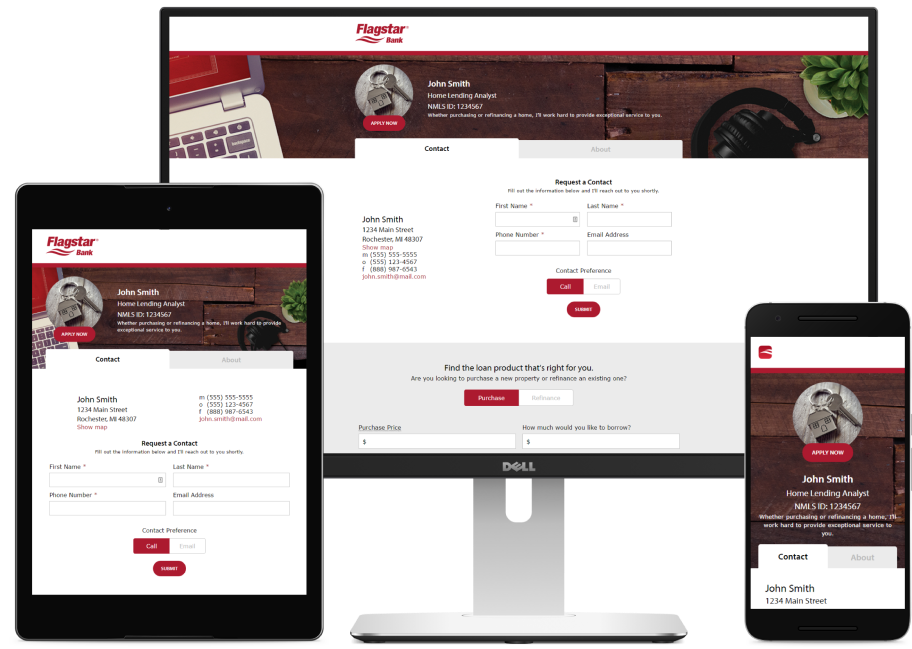 Flagstar
Bank
John Smith
Home Lending Analyst
NMLS ID: 1234567
Whether purchasing or refinancing a home, I'll work hard to provide exceptional service to you.
APPLY NOW
Contact
About
Request a Contact
Fill out the information below and I'll reach out to you shortly.
First Name *
Last Name *
Phone Number *
Email Address
John Smith
1234 Main Street
Rochester, MI 48307
Show map
m (555) 555-5555
o (555) 123-4567
f (888) 987-6543
john.smith@mail.com
Contact Preference
Call
Email
SUBMIT
Find the loan product that's right for you.
Are you looking to purchase a new property or refinance an existing one?
Purchase
Refinance
Purchase Price
How much would you like to borrow?
$
$
DELL
Flagstar
Bank
John Smith
Home Lending Analyst
NMLS ID: 1234567
Whether purchasing or refinancing a home, I'll work hard to provide
exceptional service to you.
APPLY NOW
Contact
About
John Smith
1234 Main Street
Rochester, MI 48307
Show map
m (555) 555-5555
o (555) 123-4567
f (888) 987-6543
john.smith@mail.com
Request a Contact
Fill out the information below and I'll reach out to you shortly.
First Name *
Last Name *
Phone Number *
Email Address
Contact Preference
Call
Email
SUBMIT
APPLY NOW
John Smith
Home Lending Analyst
NMLS ID: 1234567
Whether purchasing or refinancing a home, I'll
work hard to provide exceptional service to
you.
Contact
About
John Smith
1234 Main Street